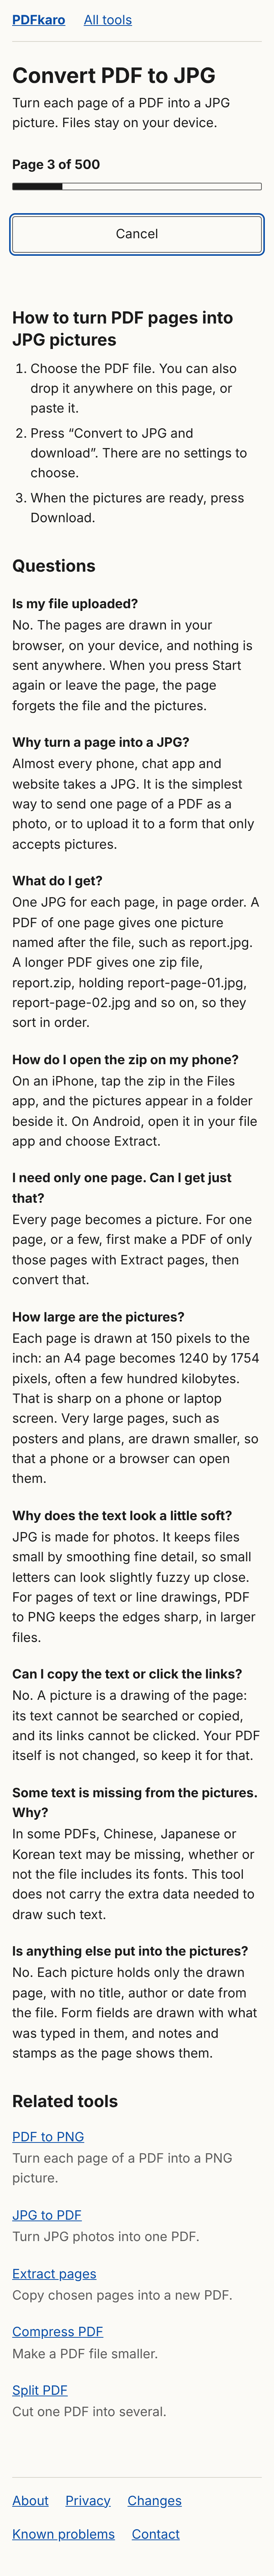 PDFkaro All tools
Convert PDF to JPG
Turn each page of a PDF into a JPG
picture. Files stay on your device.
Page 3 of 500
Cancel
How to turn PDF pages into
JPG pictures
1. Choose the PDF file. You can also
drop it anywhere on this page, or
paste it.
2. Press “Convert to JPG and
download”. There are no settings to
choose.
3. When the pictures are ready, press
Download.
Questions
Is my file uploaded?
No. The pages are drawn in your
browser, on your device, and nothing is
sent anywhere. When you press Start
again or leave the page, the page
forgets the file and the pictures.
Why turn a page into a JPG?
Almost every phone, chat app and
website takes a JPG. It is the simplest
way to send one page of a PDF as a
photo, or to upload it to a form that only
accepts pictures.
What do I get?
One JPG for each page, in page order. A
PDF of one page gives one picture
named after the file, such as report.jpg.
A longer PDF gives one zip file,
report.zip, holding report-page-01.jpg,
report-page-02.jpg and so on, so they
sort in order.
How do I open the zip on my phone?
On an iPhone, tap the zip in the Files
app, and the pictures appear in a folder
beside it. On Android, open it in your file
app and choose Extract.
I need only one page. Can I get just
that?
Every page becomes a picture. For one
page, or a few, first make a PDF of only
those pages with Extract pages, then
convert that.
How large are the pictures?
Each page is drawn at 150 pixels to the
inch: an A4 page becomes 1240 by 1754
pixels, often a few hundred kilobytes.
That is sharp on a phone or laptop
screen. Very large pages, such as
posters and plans, are drawn smaller, so
that a phone or a browser can open
them.
Why does the text look a little soft?
JPG is made for photos. It keeps files
small by smoothing fine detail, so small
letters can look slightly fuzzy up close.
For pages of text or line drawings, PDF
to PNG keeps the edges sharp, in larger
files.
Can I copy the text or click the links?
No. A picture is a drawing of the page:
its text cannot be searched or copied,
and its links cannot be clicked. Your PDF
itself is not changed, so keep it for that.
Some text is missing from the pictures.
Why?
In some PDFs, Chinese, Japanese or
Korean text may be missing, whether or
not the file includes its fonts. This tool
does not carry the extra data needed to
draw such text.
Is anything else put into the pictures?
No. Each picture holds only the drawn
page, with no title, author or date from
the file. Form fields are drawn with what
was typed in them, and notes and
stamps as the page shows them.
Related tools
PDF to PNG
Turn each page of a PDF into a PNG
picture.
JPG to PDF
Turn JPG photos into one PDF.
Extract pages
Copy chosen pages into a new PDF.
Compress PDF
Make a PDF file smaller.
Split PDF
Cut one PDF into several.
About Privacy Changes
Known problems Contact